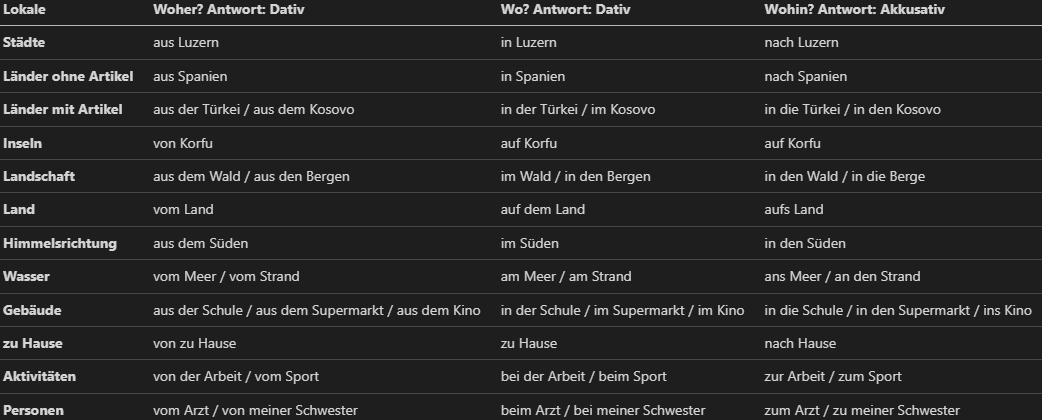 Lokale Woher? Antwort: Dativ Wo? Antwort: Dativ Wohin? Antwort: Akkusativ
Städte aus Luzern in Luzern nach Luzern
Länder ohne Artikel aus Spanien in Spanien nach Spanien
Länder mit Artikel aus der Türkei / aus dem Kosovo in der Türkei / im Kosovo in die Türkei / in den Kosovo
Inseln von Korfu auf Korfu auf Korfu
Landschaft aus dem Wald / aus den Bergen im Wald / in den Bergen in den Wald / in die Berge
Land vom Land auf dem Land aufs Land
Himmelsrichtung aus dem Süden im Süden in den Süden
Wasser vom Meer / vom Strand am Meer / am Strand ans Meer / an den Strand
Gebäude aus der Schule / aus dem Supermarkt / aus dem Kino in der Schule / im Supermarkt / im Kino in die Schule / in den Supermarkt / ins Kino
zu Hause von zu Hause zu Hause nach Hause
Aktivitäten von der Arbeit / vom Sport bei der Arbeit / beim Sport zur Arbeit / zum Sport
Personen vom Arzt / von meiner Schwester beim Arzt / bei meiner Schwester zum Arzt / zu meiner Schwester